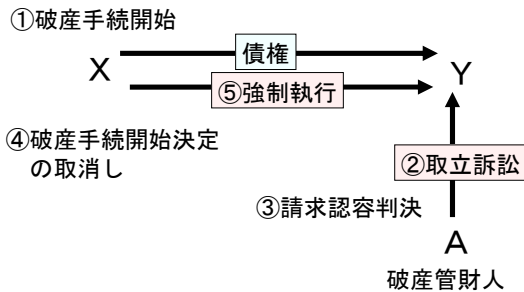 ①破産手続開始
債権
X
Y
⑤強制執行
④破産手続開始決定
の取消し
②取立訴訟
③請求認容判決
A
破産管財人